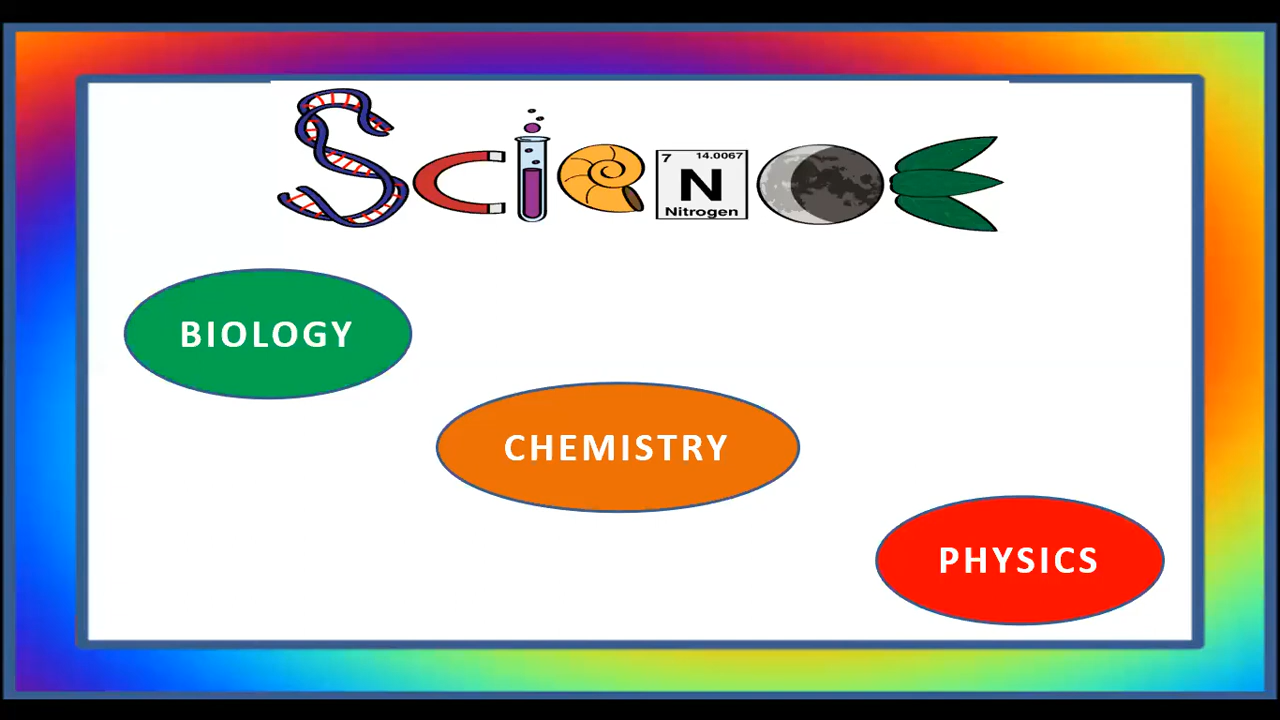 SCIeNCE
7 14.0067
N
Nitrogen
BIOLOGY
CHEMISTRY
PHYSICS